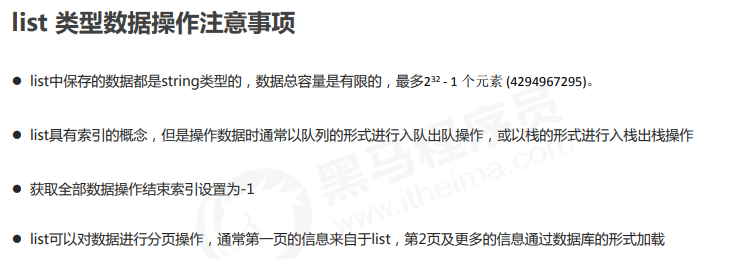 list 类型数据操作注意事项
● list中保存的数据都是string类型的，数据总容量是有限的，最多2³² - 1 个元素 (4294967295)。
● list具有索引的概念，但是操作数据时通常以队列的形式进行入队出队操作，或以栈的形式进行入栈出栈操作
● 获取全部数据操作结束索引设置为-1
● list可以对数据进行分页操作，通常第一页的信息来自于list，第2页及更多的信息通过数据库的形式加载
黑马程序员
www.itheima.com